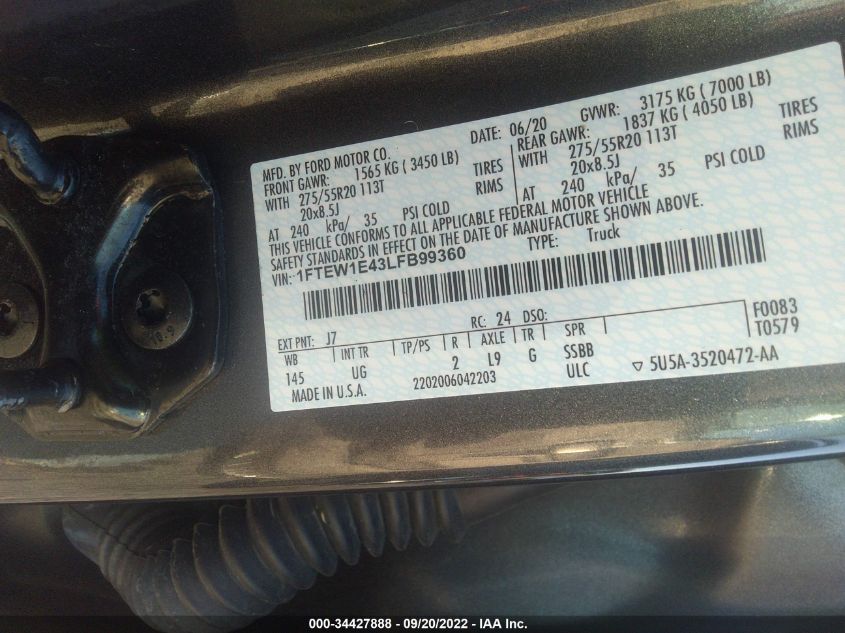 MFD. BY FORD MOTOR CO.
DATE: 06/20 GVWR: 3175 KG ( 7000 LB)
FRONT GAWR: 1565 KG ( 3450 LB) REAR GAWR: 1837 KG ( 4050 LB)
WITH 275/55R20 113T TIRES WITH 275/55R20 113T TIRES
20x8.5J RIMS 20x8.5J RIMS
AT 240 kPa/ 35 PSI COLD AT 240 kPa/ 35 PSI COLD
THIS VEHICLE CONFORMS TO ALL APPLICABLE FEDERAL MOTOR VEHICLE
SAFETY STANDARDS IN EFFECT ON THE DATE OF MANUFACTURE SHOWN ABOVE.
VIN: 1FTEW1E43LFB99360 TYPE: Truck
EXT PNT: J7 RC: 24 DSO: F0083
WB INT TR TP/PS R AXLE TR SPR T0579
145 UG 2 L9 G SSBB
MADE IN U.S.A. 2202006042203 ULC ▽ 5U5A-3520472-AA
000-34427888 - 09/20/2022 - IAA Inc.